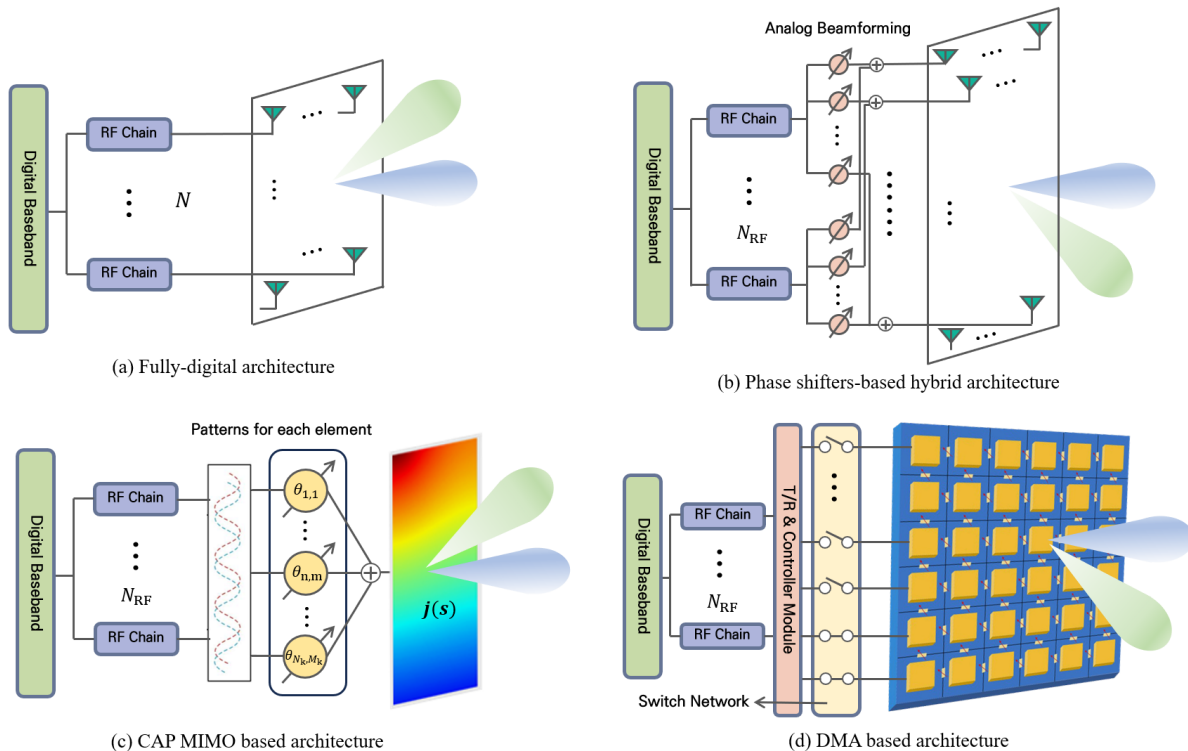 Digital Baseband
RF Chain
N
RF Chain
(a) Fully-digital architecture
Analog Beamforming
Digital Baseband
RF Chain
N_RF
RF Chain
(b) Phase shifters-based hybrid architecture
Patterns for each element
Digital Baseband
RF Chain
N_RF
RF Chain
θ_1,1
θ_n,m
θ_N_k,M_k
j(s)
(c) CAP MIMO based architecture
Digital Baseband
RF Chain
N_RF
RF Chain
T/R & Controller Module
Switch Network
(d) DMA based architecture